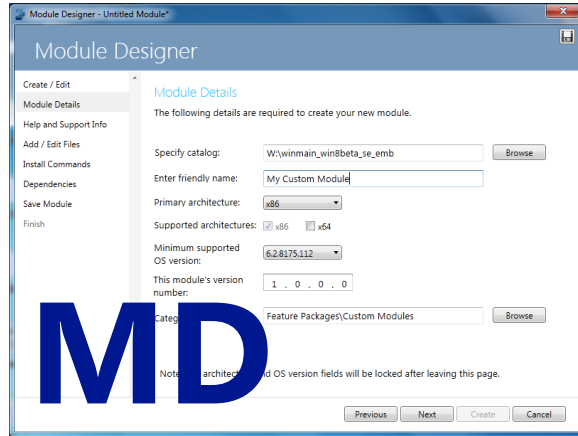 Module Designer - Untitled Module*
Module Designer
Create / Edit
Module Details
Help and Support Info
Add / Edit Files
Install Commands
Dependencies
Save Module
Finish
Module Details
The following details are required to create your new module.
Specify catalog: W:\winmain_win8beta_se_emb Browse
Enter friendly name: My Custom Module
Primary architecture: x86
Supported architectures: x86 x64
Minimum supported
OS version: 6.2.8175.112
This module's version
number: 1 . 0 . 0 . 0
Categ Feature Packages\Custom Modules Browse
Note architect d OS version fields will be locked after leaving this page.
MD
Previous Next Create Cancel